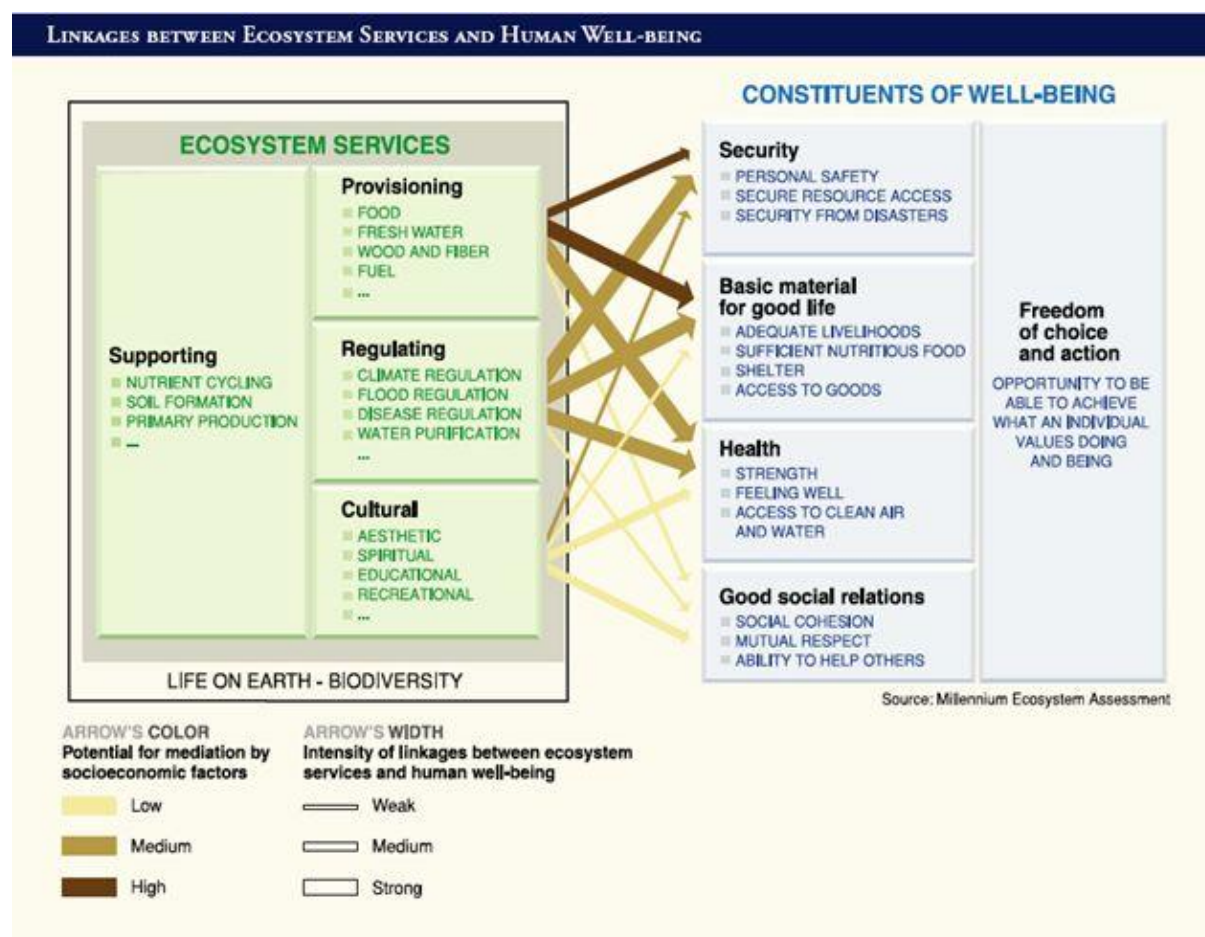 LINKAGES BETWEEN ECOSYSTEM SERVICES AND HUMAN WELL-BEING
ECOSYSTEM SERVICES
Supporting
NUTRIENT CYCLING
SOIL FORMATION
PRIMARY PRODUCTION
...
Provisioning
FOOD
FRESH WATER
WOOD AND FIBER
FUEL
...
Regulating
CLIMATE REGULATION
FLOOD REGULATION
DISEASE REGULATION
WATER PURIFICATION
...
Cultural
AESTHETIC
SPIRITUAL
EDUCATIONAL
RECREATIONAL
...
LIFE ON EARTH - BIODIVERSITY
CONSTITUENTS OF WELL-BEING
Security
PERSONAL SAFETY
SECURE RESOURCE ACCESS
SECURITY FROM DISASTERS
Basic material
for good life
ADEQUATE LIVELIHOODS
SUFFICIENT NUTRITIOUS FOOD
SHELTER
ACCESS TO GOODS
Health
STRENGTH
FEELING WELL
ACCESS TO CLEAN AIR
AND WATER
Good social relations
SOCIAL COHESION
MUTUAL RESPECT
ABILITY TO HELP OTHERS
Freedom
of choice
and action
OPPORTUNITY TO BE
ABLE TO ACHIEVE
WHAT AN INDIVIDUAL
VALUES DOING
AND BEING
Source: Millennium Ecosystem Assessment
ARROW'S COLOR
Potential for mediation by
socioeconomic factors
Low
Medium
High
ARROW'S WIDTH
Intensity of linkages between ecosystem
services and human well-being
Weak
Medium
Strong